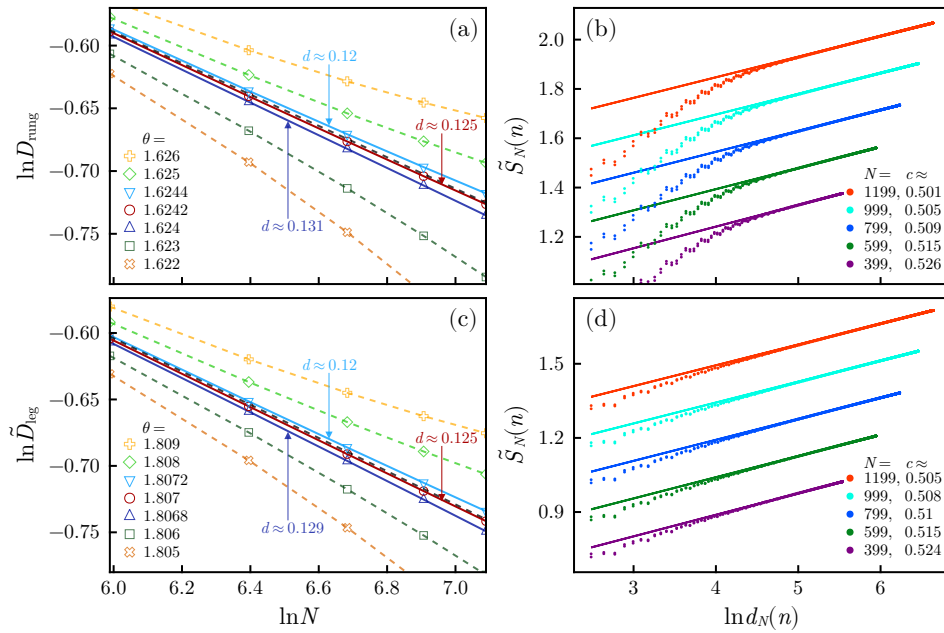 (a)
−0.60
−0.65
−0.70
−0.75
ln D_rung
d ≈ 0.12
d ≈ 0.125
d ≈ 0.131
θ =
1.626
1.625
1.6244
1.6242
1.624
1.623
1.622
(b)
2.0
1.8
1.6
1.4
1.2
S̃_N(n)
N= c≈
1199, 0.501
999, 0.505
799, 0.509
599, 0.515
399, 0.526
(c)
−0.60
−0.65
−0.70
−0.75
ln D̃_leg
d ≈ 0.12
d ≈ 0.125
d ≈ 0.129
θ =
1.809
1.808
1.8072
1.807
1.8068
1.806
1.805
6.0 6.2 6.4 6.6 6.8 7.0
ln N
(d)
1.5
1.2
0.9
S̃_N(n)
N= c≈
1199, 0.505
999, 0.508
799, 0.51
599, 0.515
399, 0.524
3 4 5 6
ln d_N(n)